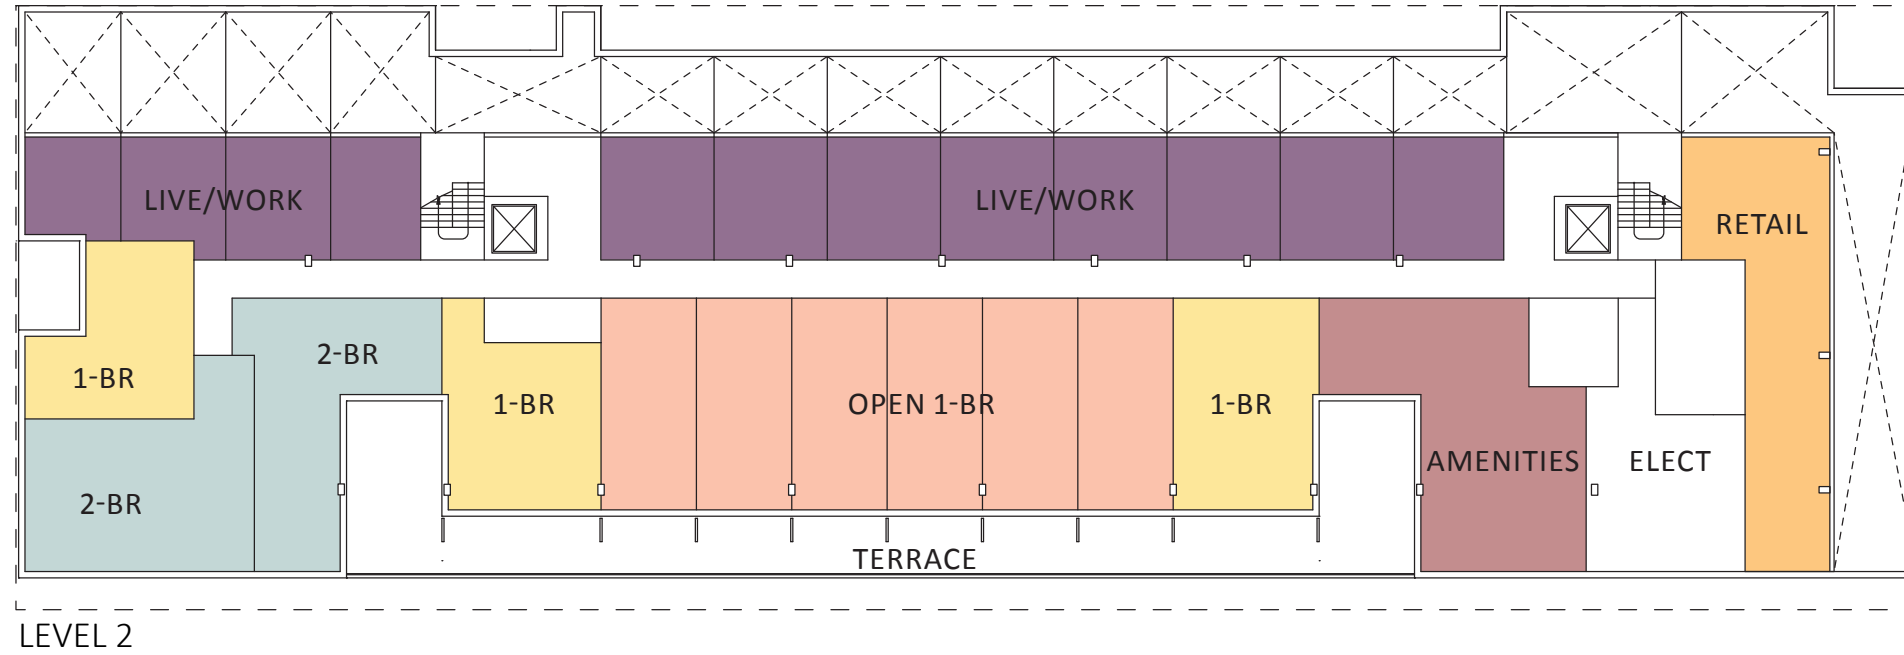 LIVE/WORK
LIVE/WORK
RETAIL
1-BR
2-BR
1-BR
OPEN 1-BR
1-BR
AMENITIES
ELECT
2-BR
TERRACE
LEVEL 2